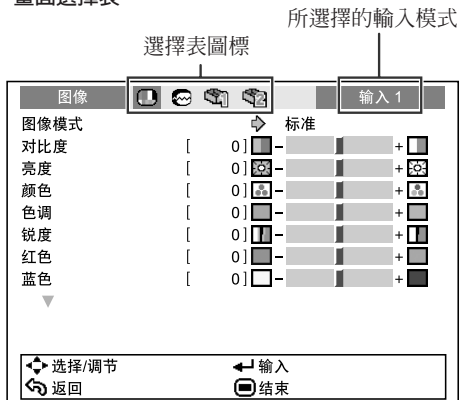 畫面選擇表
所選擇的輸入模式
選擇表圖標
图像 输入 1
图像模式 标准
对比度 [ 0] - +
亮度 [ 0] - +
颜色 [ 0] - +
色调 [ 0] - +
锐度 [ 0] - +
红色 [ 0] - +
蓝色 [ 0] - +
选择/调节 输入
返回 结束